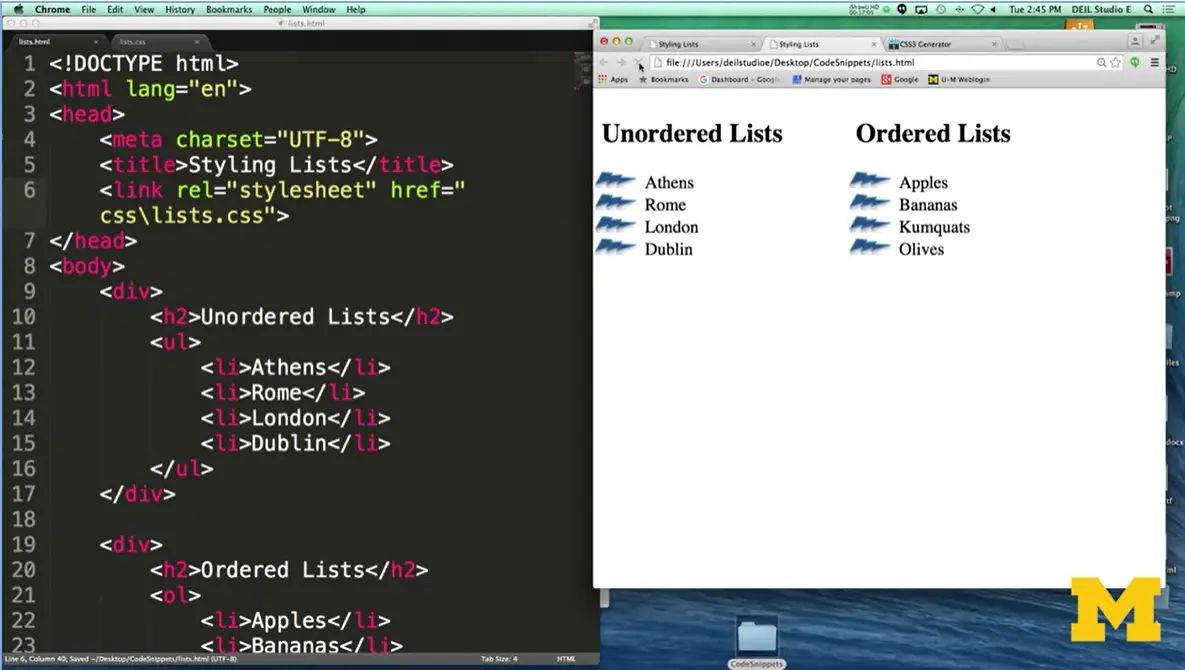 Chrome File Edit View History Bookmarks People Window Help
Tue 2:45 PM DEIL Studio E
lists.html
lists.html lists.css
1 <!DOCTYPE html>
2 <html lang="en">
3 <head>
4 <meta charset="UTF-8">
5 <title>Styling Lists</title>
6 <link rel="stylesheet" href="
css\lists.css">
7 </head>
8 <body>
9 <div>
10 <h2>Unordered Lists</h2>
11 <ul>
12 <li>Athens</li>
13 <li>Rome</li>
14 <li>London</li>
15 <li>Dublin</li>
16 </ul>
17 </div>
18
19 <div>
20 <h2>Ordered Lists</h2>
21 <ol>
22 <li>Apples</li>
23 <li>Bananas</li>
Line 6, Column 40; Saved ~/Desktop/CodeSnippets/lists.html (UTF-8) Tab Size: 4 HTML
Styling Lists Styling Lists CSS3 Generator
file:///Users/deilstudioe/Desktop/CodeSnippets/lists.html
Apps Bookmarks Dashboard - Google Manage your pages Google U-M Weblogin
Unordered Lists Ordered Lists
Athens Apples
Rome Bananas
London Kumquats
Dublin Olives
CodeSnippets
M